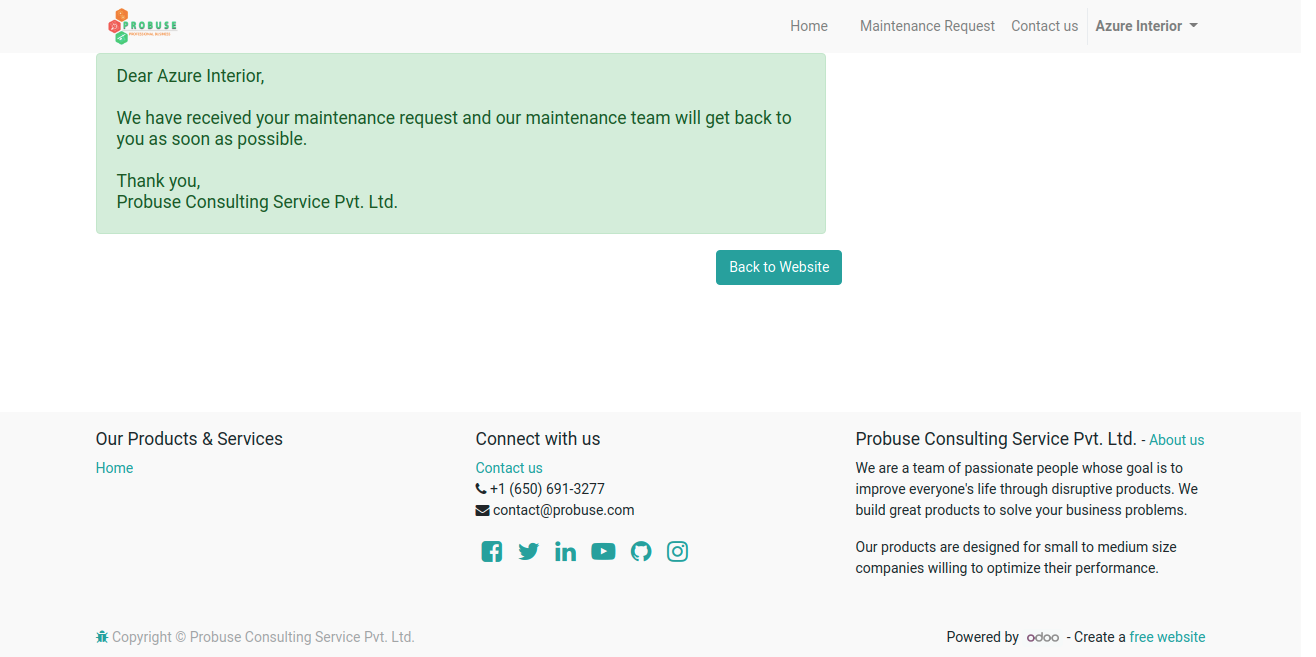 PROBUSE
Home
Maintenance Request
Contact us
Azure Interior
Dear Azure Interior,
We have received your maintenance request and our maintenance team will get back to
you as soon as possible.
Thank you,
Probuse Consulting Service Pvt. Ltd.
Back to Website
Our Products & Services
Home
Connect with us
Contact us
+1 (650) 691-3277
contact@probuse.com
Probuse Consulting Service Pvt. Ltd. - About us
We are a team of passionate people whose goal is to
improve everyone's life through disruptive products. We
build great products to solve your business problems.
Our products are designed for small to medium size
companies willing to optimize their performance.
Copyright © Probuse Consulting Service Pvt. Ltd.
Powered by odoo - Create a free website